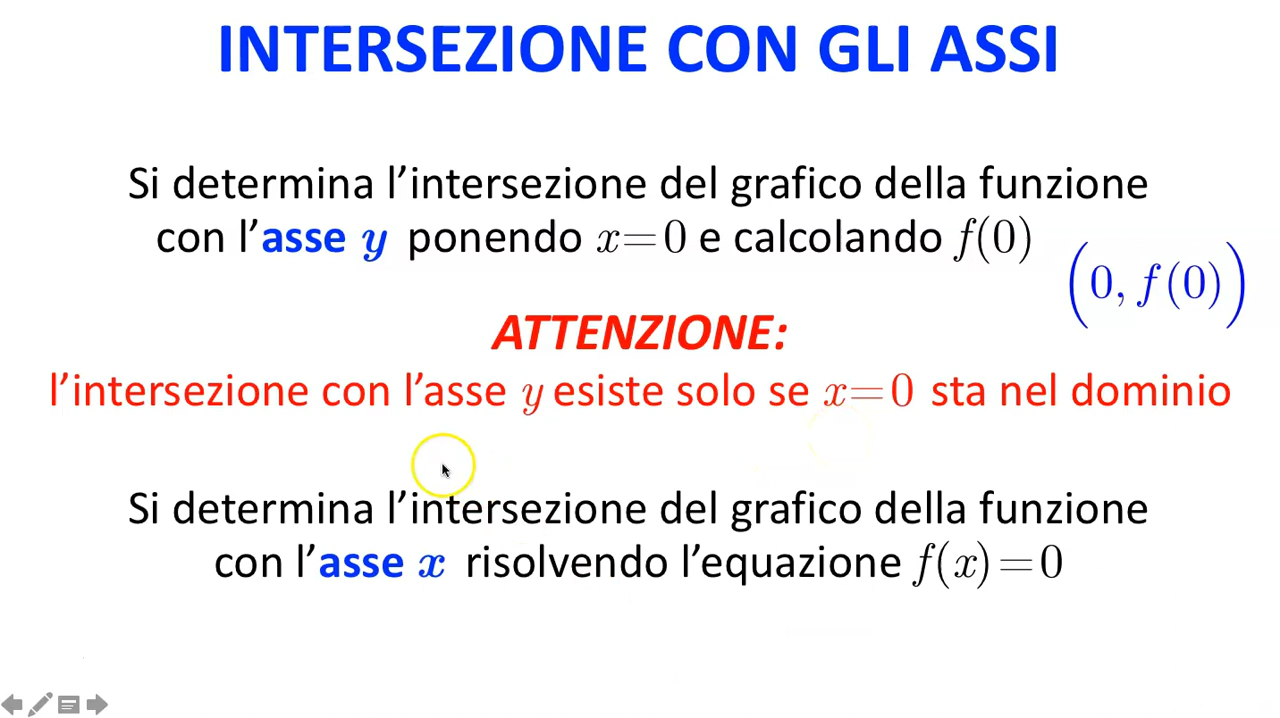 INTERSEZIONE CON GLI ASSI
Si determina l’intersezione del grafico della funzione
con l’asse y ponendo x=0 e calcolando f(0)
(0, f(0))
ATTENZIONE:
l’intersezione con l’asse y esiste solo se x=0 sta nel dominio
Si determina l’intersezione del grafico della funzione
con l’asse x risolvendo l’equazione f(x)=0